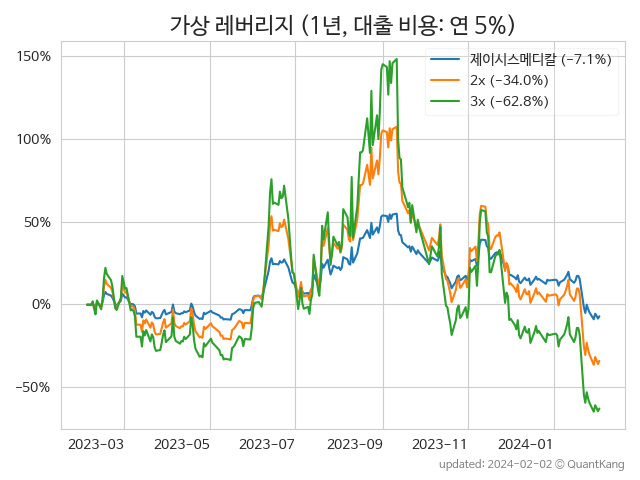 가상 레버리지 (1년, 대출 비용: 연 5%)
150%
100%
50%
0%
−50%
제이시스메디칼 (−7.1%)
2x (−34.0%)
3x (−62.8%)
2023−03 2023−05 2023−07 2023−09 2023−11 2024−01
updated: 2024−02−02 © QuantKang